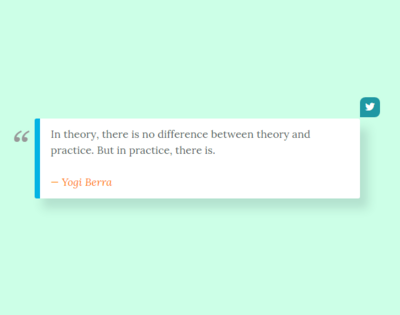 “
In theory, there is no difference between theory and
practice. But in practice, there is.
— Yogi Berra